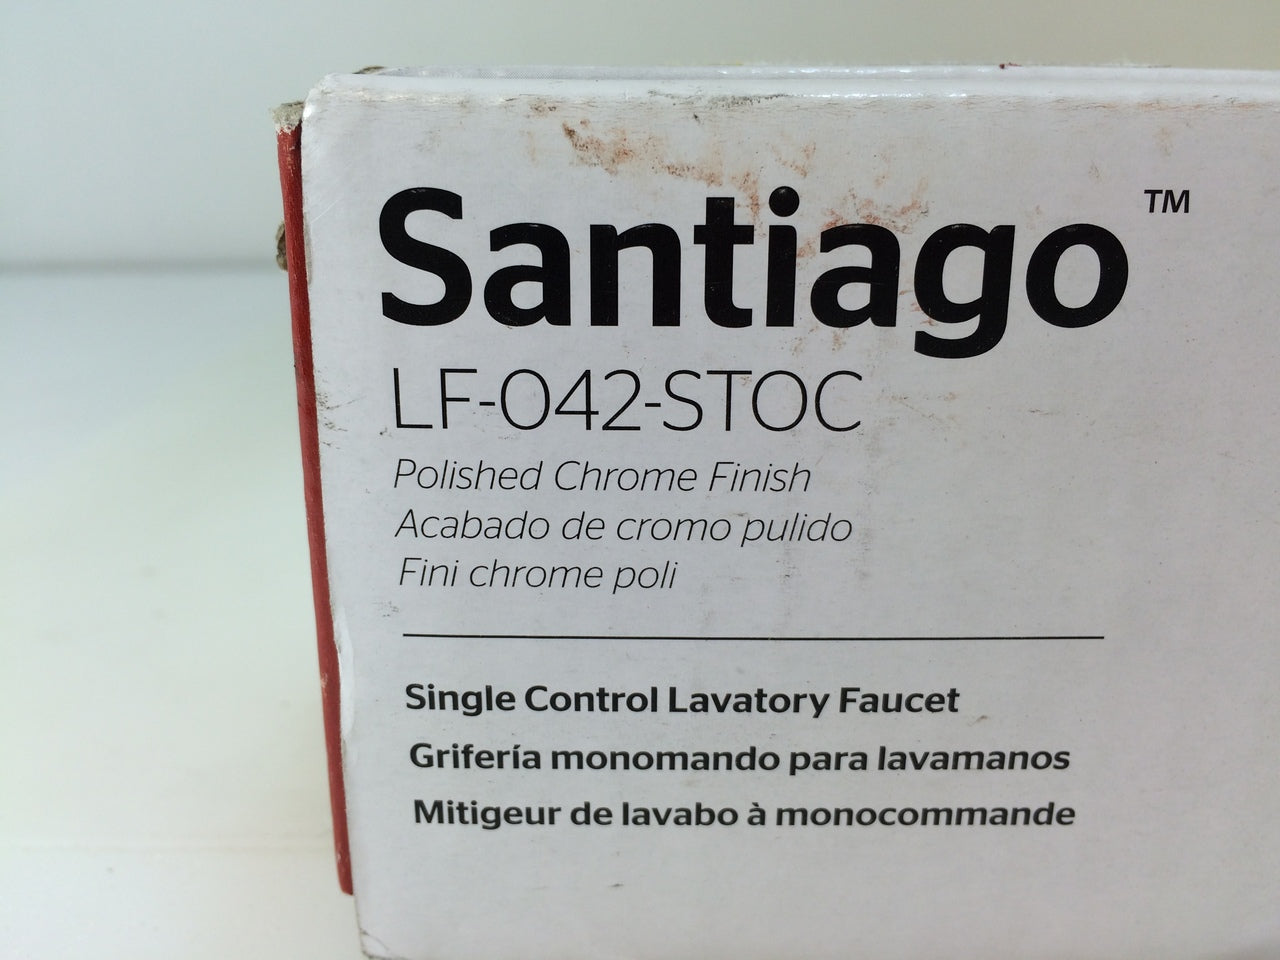 Santiago™
LF-042-STOC
Polished Chrome Finish
Acabado de cromo pulido
Fini chrome poli
Single Control Lavatory Faucet
Grifería monomando para lavamanos
Mitigeur de lavabo à monocommande